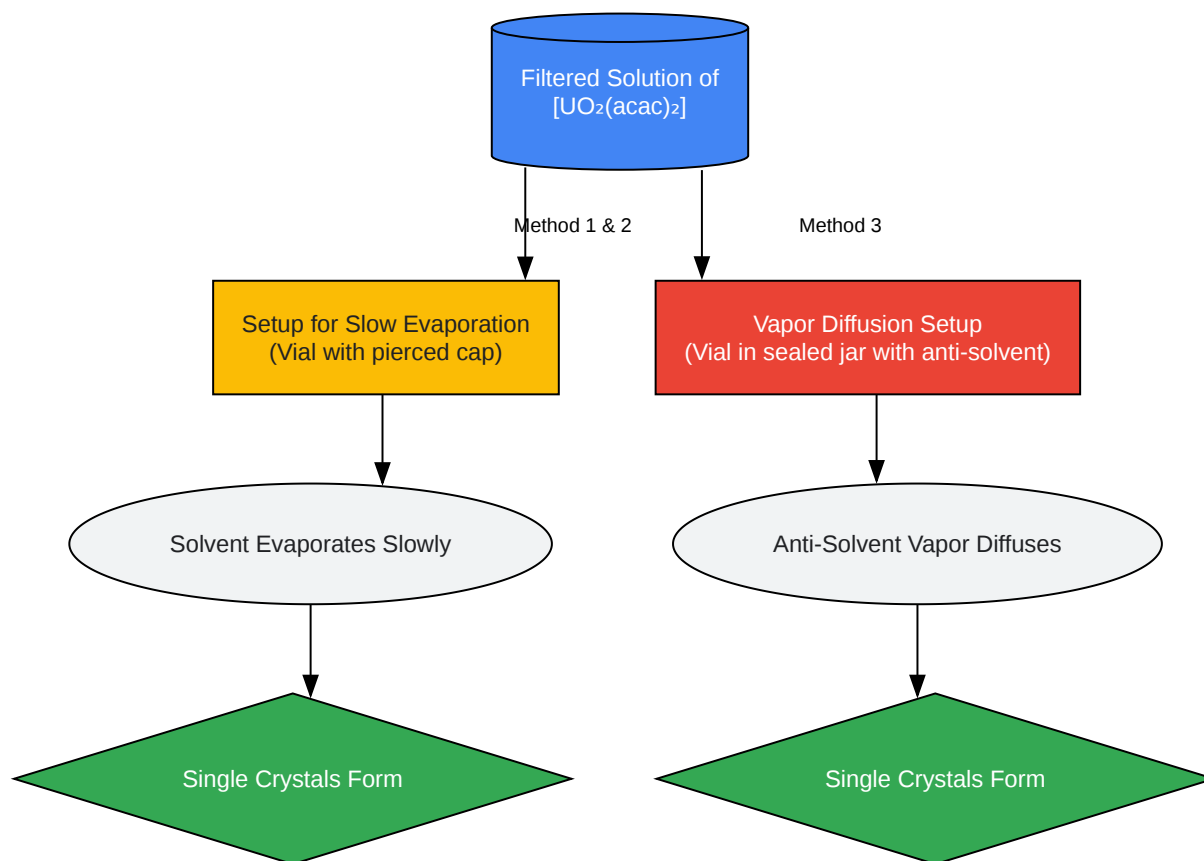 Filtered Solution of
[UO₂(acac)₂]
Method 1 & 2
Method 3
Setup for Slow Evaporation
(Vial with pierced cap)
Vapor Diffusion Setup
(Vial in sealed jar with anti-solvent)
Solvent Evaporates Slowly
Anti-Solvent Vapor Diffuses
Single Crystals Form
Single Crystals Form